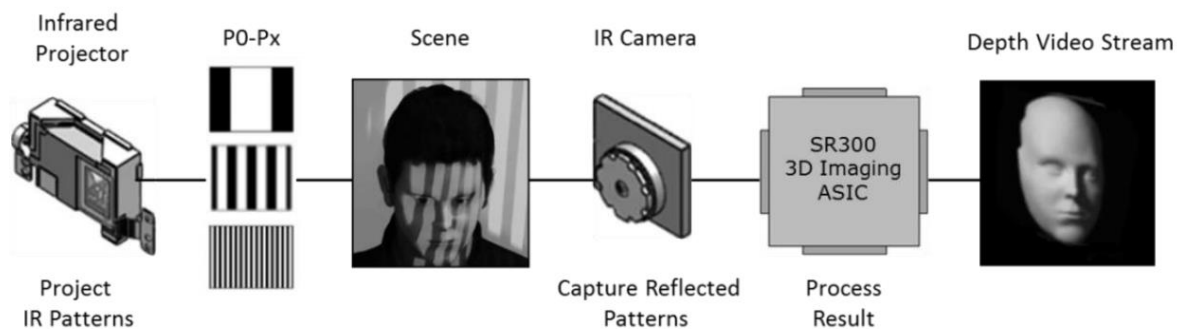 Infrared
Projector
P0-Px
Scene
IR Camera
Depth Video Stream
SR300
3D Imaging
ASIC
Project
IR Patterns
Capture Reflected
Patterns
Process
Result